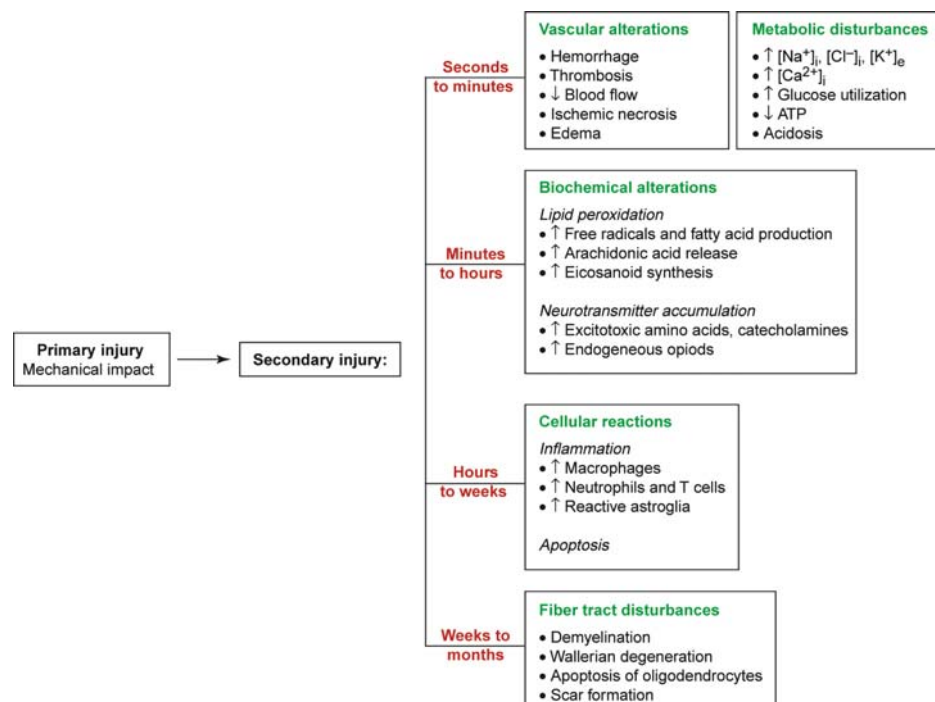 Primary injury
Mechanical impact
Secondary injury:
Seconds
to minutes
Vascular alterations
• Hemorrhage
• Thrombosis
• ↓ Blood flow
• Ischemic necrosis
• Edema
Metabolic disturbances
• ↑ [Na⁺]ᵢ, [Cl⁻]ᵢ, [K⁺]ₑ
• ↑ [Ca²⁺]ᵢ
• ↑ Glucose utilization
• ↓ ATP
• Acidosis
Minutes
to hours
Biochemical alterations
Lipid peroxidation
• ↑ Free radicals and fatty acid production
• ↑ Arachidonic acid release
• ↑ Eicosanoid synthesis
Neurotransmitter accumulation
• ↑ Excitotoxic amino acids, catecholamines
• ↑ Endogeneous opiods
Hours
to weeks
Cellular reactions
Inflammation
• ↑ Macrophages
• ↑ Neutrophils and T cells
• ↑ Reactive astroglia
Apoptosis
Weeks to
months
Fiber tract disturbances
• Demyelination
• Wallerian degeneration
• Apoptosis of oligodendrocytes
• Scar formation